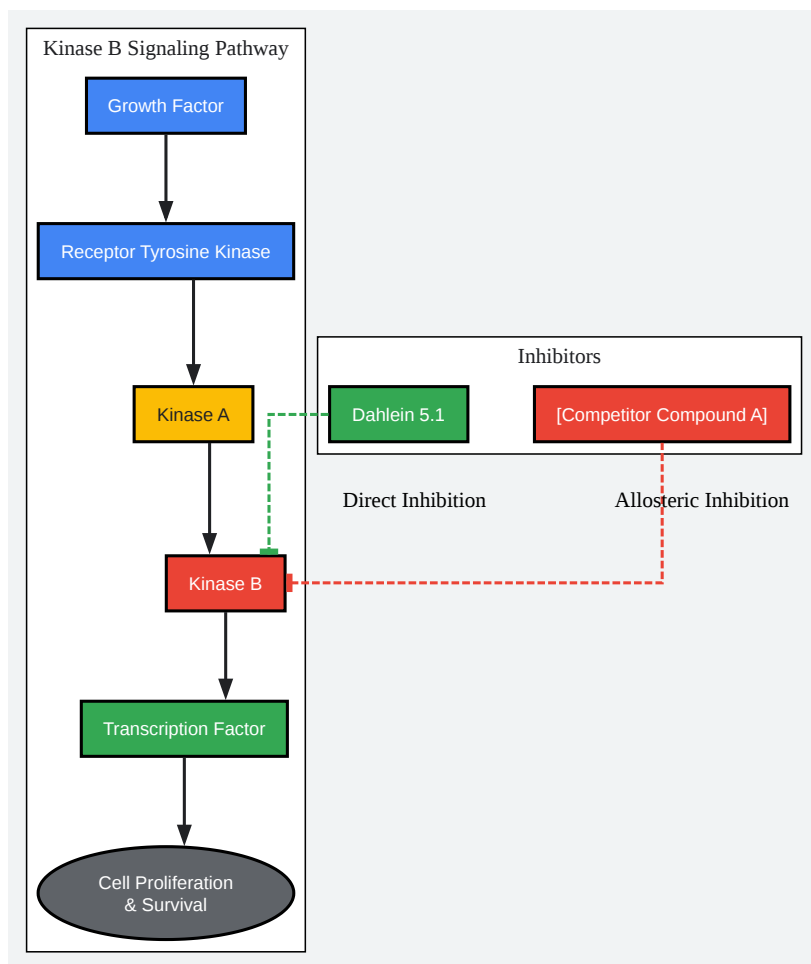 Kinase B Signaling Pathway
Growth Factor
Receptor Tyrosine Kinase
Inhibitors
Kinase A
Dahlein 5.1
[Competitor Compound A]
Direct Inhibition
Allosteric Inhibition
Kinase B
Transcription Factor
Cell Proliferation
& Survival